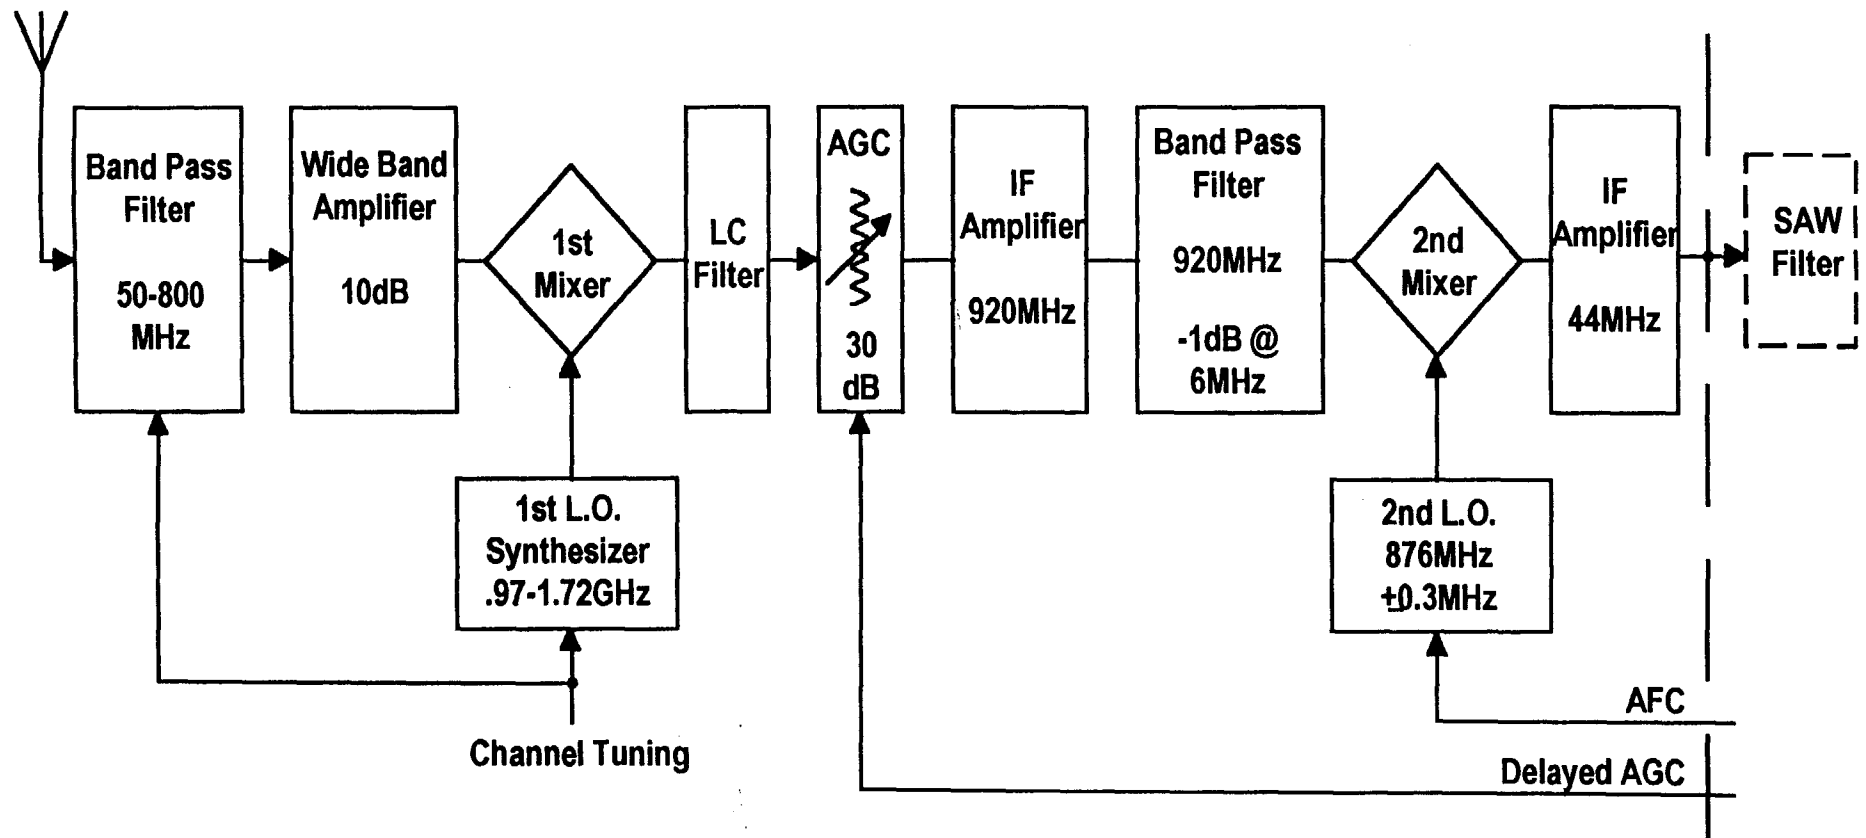 Band Pass
Filter
50-800
MHz
Wide Band
Amplifier
10dB
1st
Mixer
LC
Filter
AGC
30
dB
IF
Amplifier
920MHz
Band Pass
Filter
920MHz
-1dB @
6MHz
2nd
Mixer
IF
Amplifier
44MHz
SAW
Filter
1st L.O.
Synthesizer
.97-1.72GHz
2nd L.O.
876MHz
±0.3MHz
AFC
Channel Tuning
Delayed AGC